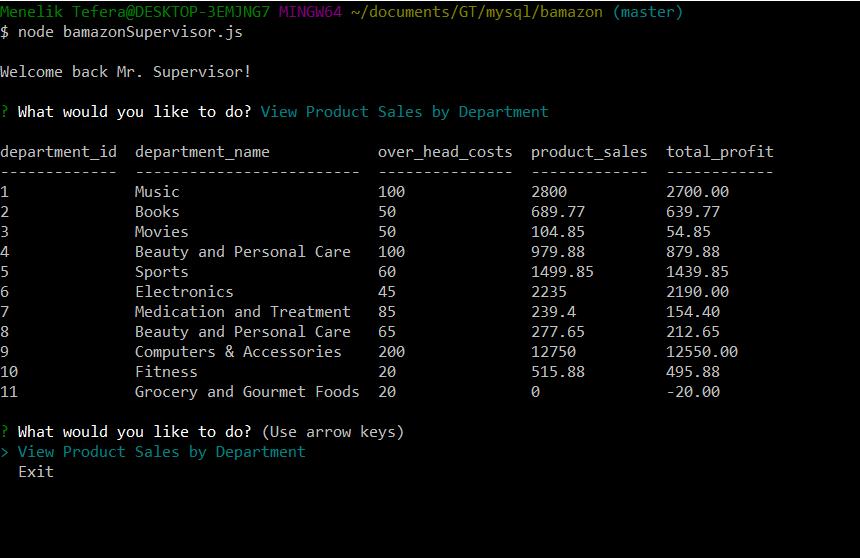 Menelik Tefera@DESKTOP-3EMJNG7 MINGW64 ~/documents/GT/mysql/bamazon (master)
$ node bamazonSupervisor.js
Welcome back Mr. Supervisor!
? What would you like to do? View Product Sales by Department
department_id  department_name            over_head_costs  product_sales  total_profit
-------------  -------------------------  ---------------  -------------  ------------
1              Music                      100              2800           2700.00
2              Books                      50               689.77         639.77
3              Movies                     50               104.85         54.85
4              Beauty and Personal Care   100              979.88         879.88
5              Sports                     60               1499.85        1439.85
6              Electronics                45               2235           2190.00
7              Medication and Treatment   85               239.4          154.40
8              Beauty and Personal Care   65               277.65         212.65
9              Computers & Accessories    200              12750          12550.00
10             Fitness                    20               515.88         495.88
11             Grocery and Gourmet Foods  20               0              -20.00
? What would you like to do? (Use arrow keys)
> View Product Sales by Department
  Exit